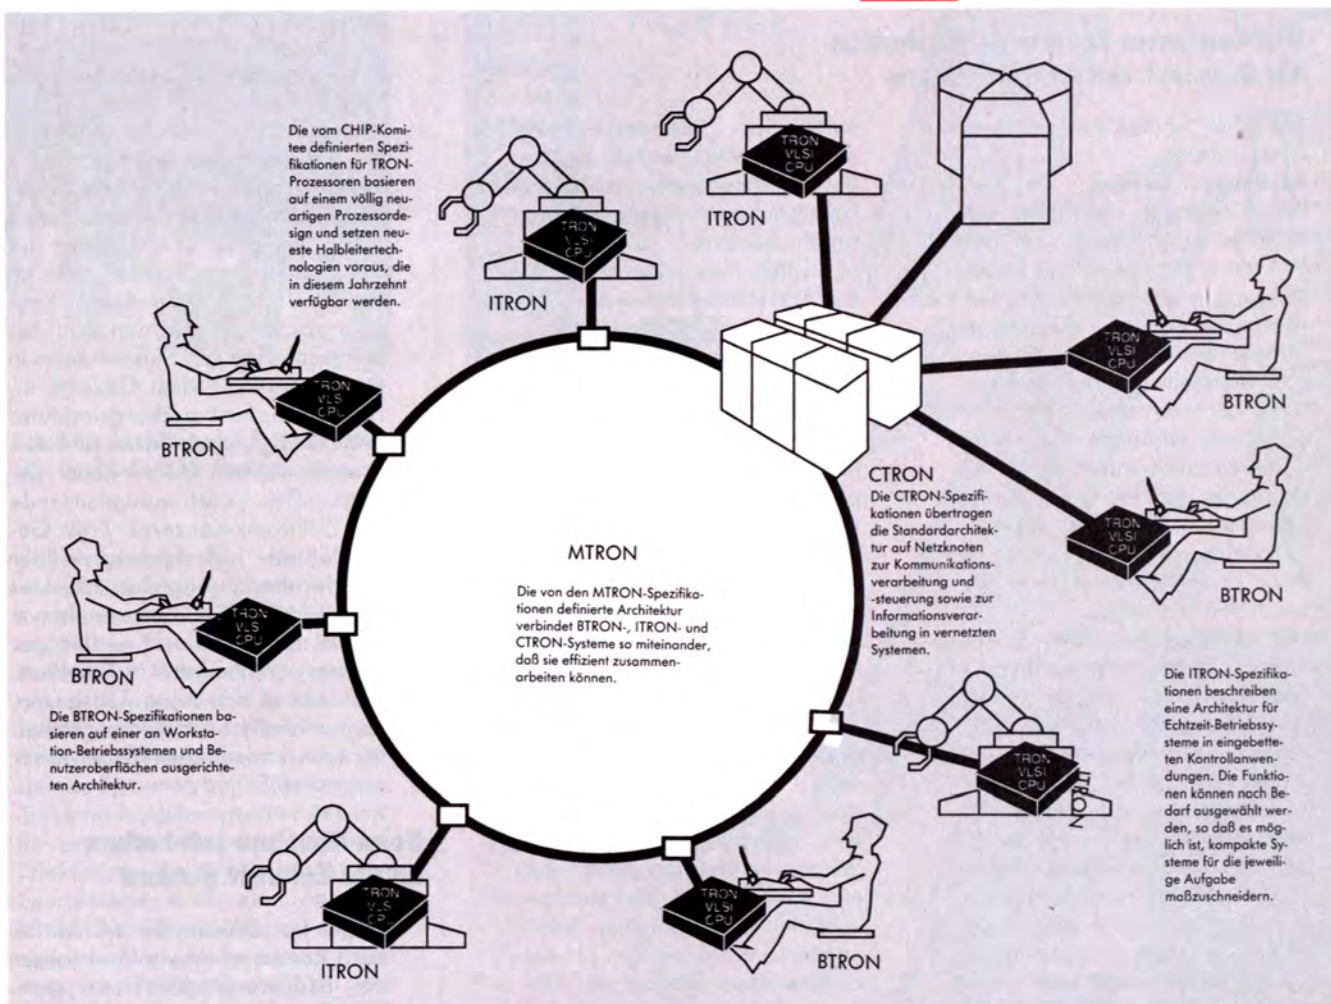 Die vom CHIP-Komi-
tee definierten Spezi-
fikationen für TRON-
Prozessoren basieren
auf einem völlig neu-
artigen Prozessorde-
sign und setzen neu-
este Halbleitertech-
nologien voraus, die
in diesem Jahrzehnt
verfügbar werden.
TRON
VLSI
CPU
ITRON
TRON
VLSI
CPU
ITRON
TRON
VLSI
CPU
BTRON
TRON
VLSI
CPU
BTRON
TRON
VLSI
CPU
BTRON
CTRON
Die CTRON-Spezifi-
kationen übertragen
die Standardarchitek-
tur auf Netzknoten
zur Kommunikations-
verarbeitung und
-steuerung sowie zur
Informationsverar-
beitung in vernetzten
Systemen.
MTRON
Die von den MTRON-Spezifika-
tionen definierte Architektur
verbindet BTRON-, ITRON- und
CTRON-Systeme so miteinander,
daß sie effizient zusammen-
arbeiten können.
TRON
VLSI
CPU
BTRON
Die BTRON-Spezifikationen ba-
sieren auf einer an Worksta-
tion-Betriebssystemen und Be-
nutzeroberflächen ausgerichte-
ten Architektur.
Die ITRON-Spezifika-
tionen beschreiben
eine Architektur für
Echtzeit-Betriebssy-
steme in eingebette-
ten Kontrollanwen-
dungen. Die Funktio-
nen können nach Be-
darf ausgewählt wer-
den, so daß es mög-
lich ist, kompakte Sy-
steme für die jeweili-
ge Aufgabe
maßzuschneidern.
TRON
VLSI
CPU
ITRON
TRON
VLSI
CPU
ITRON
TRON
VLSI
CPU
BTRON